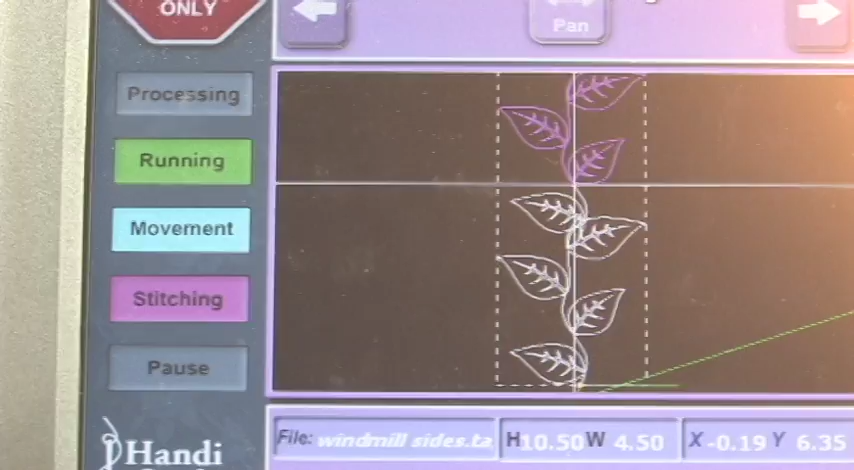 ONLY
Pan
Processing
Running
Movement
Stitching
Pause
Handi
File: windmill sides.ta H10.50 W 4.50 X-0.19 Y 6.35